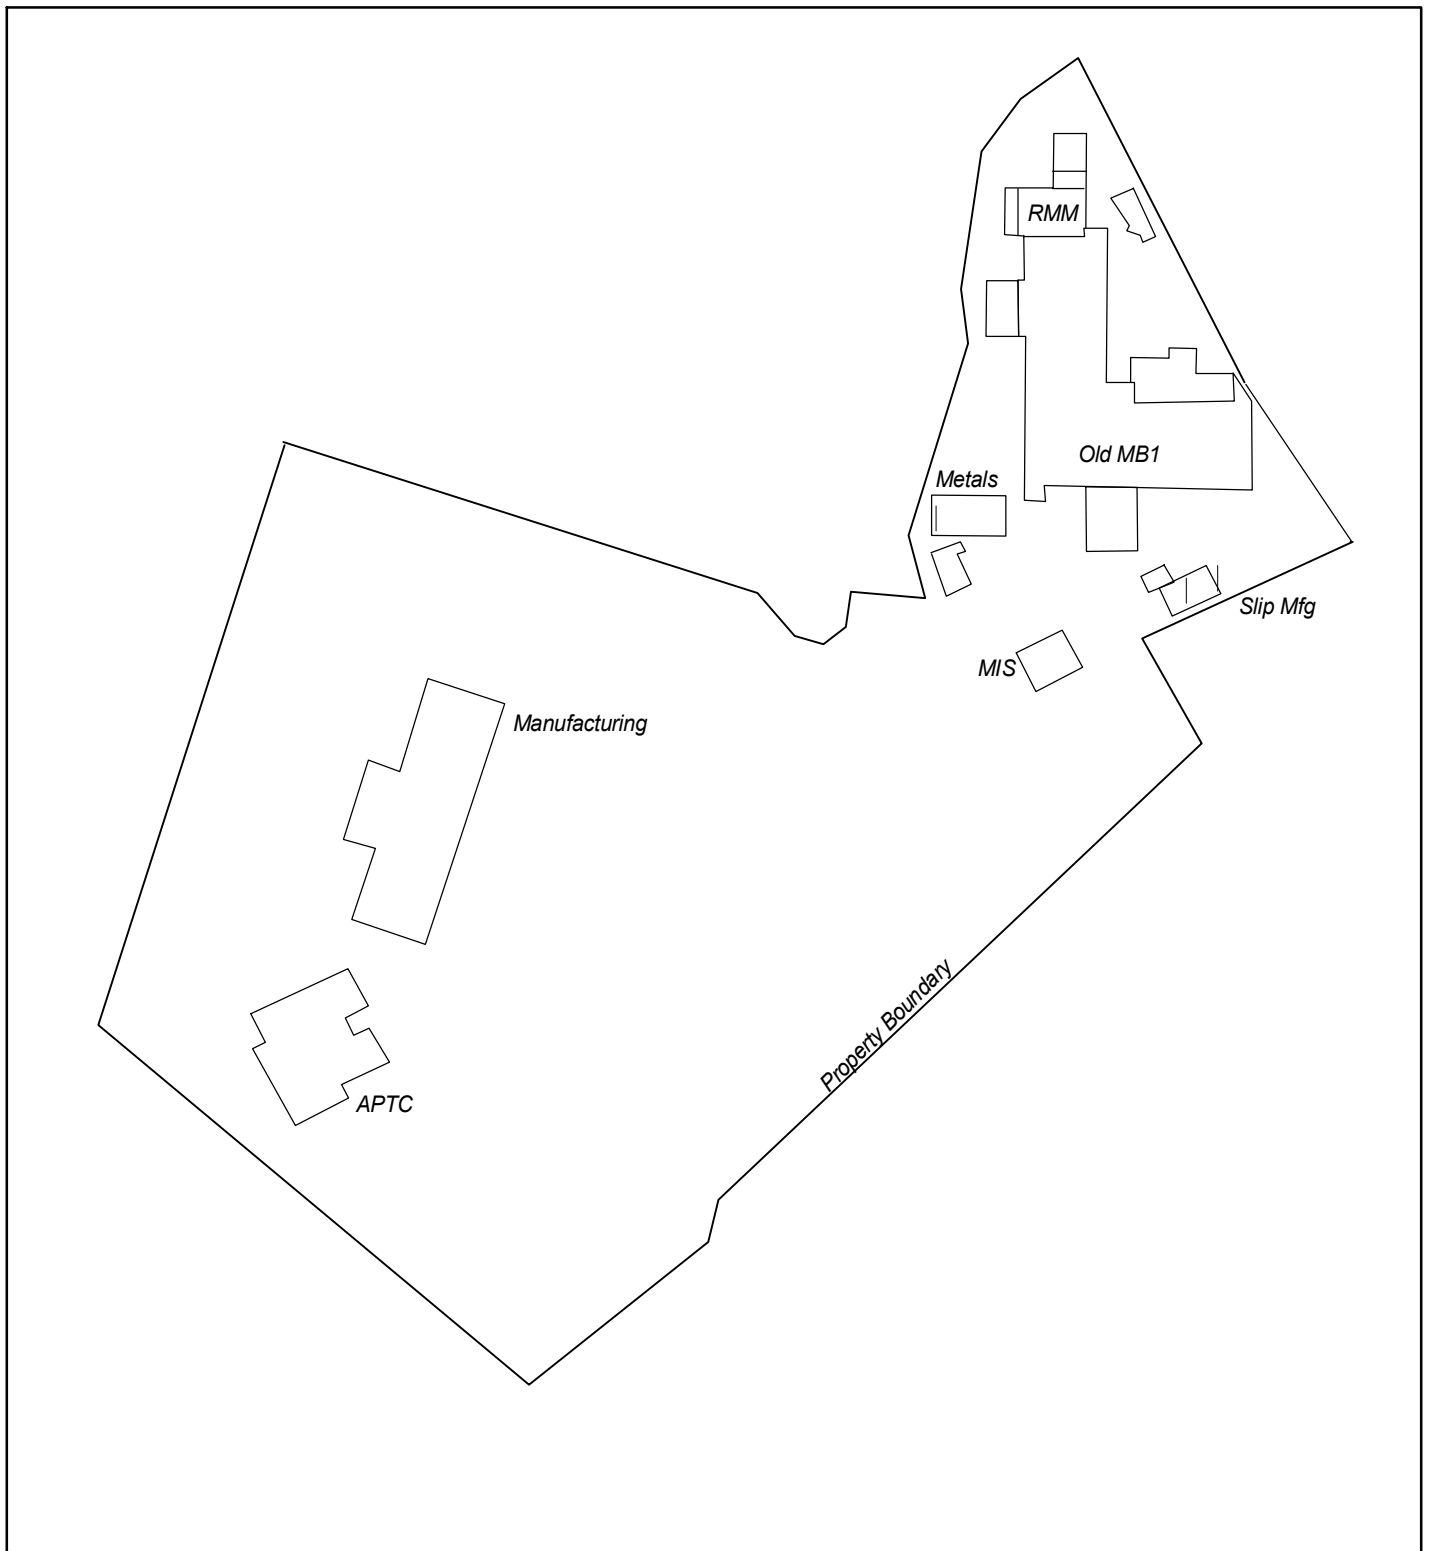 RMM
Old MB1
Metals
Slip Mfg
MIS
Manufacturing
Property Boundary
APTC